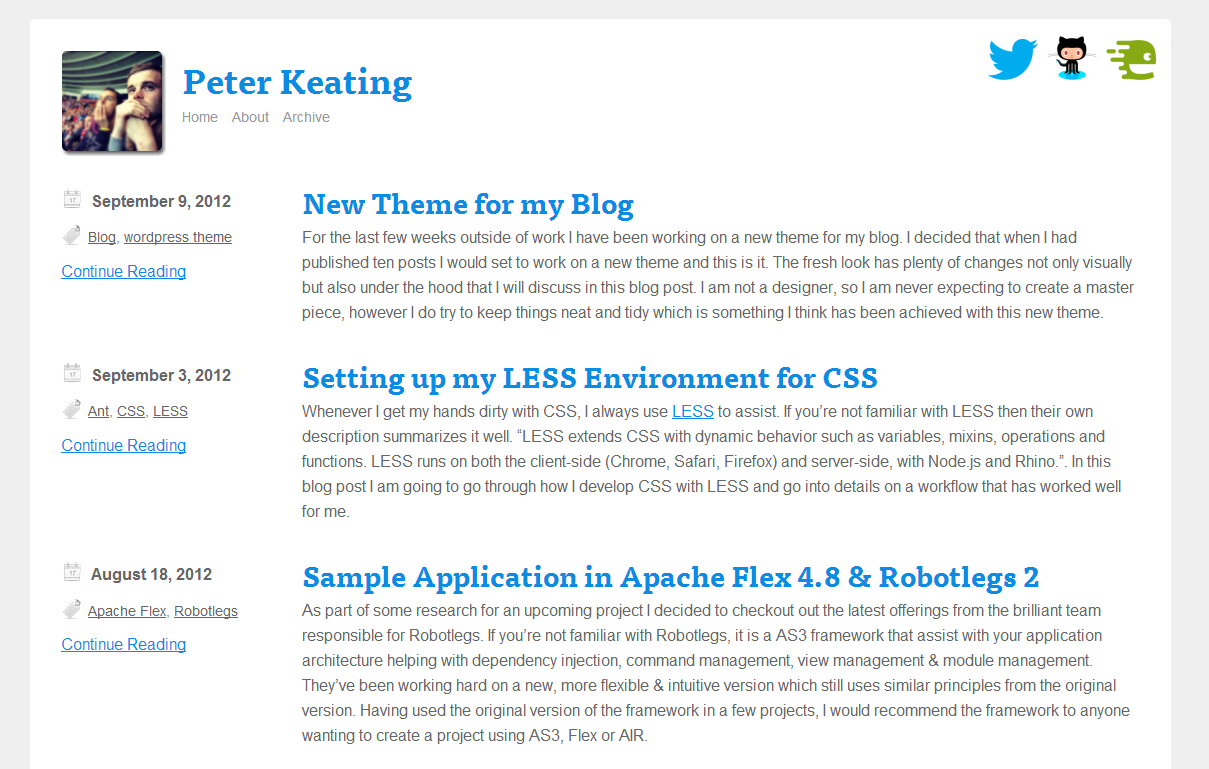 Peter Keating
Home About Archive
September 9, 2012
Blog, wordpress theme
Continue Reading
New Theme for my Blog
For the last few weeks outside of work I have been working on a new theme for my blog. I decided that when I had
published ten posts I would set to work on a new theme and this is it. The fresh look has plenty of changes not only visually
but also under the hood that I will discuss in this blog post. I am not a designer, so I am never expecting to create a master
piece, however I do try to keep things neat and tidy which is something I think has been achieved with this new theme.
September 3, 2012
Ant, CSS, LESS
Continue Reading
Setting up my LESS Environment for CSS
Whenever I get my hands dirty with CSS, I always use LESS to assist. If you’re not familiar with LESS then their own
description summarizes it well. “LESS extends CSS with dynamic behavior such as variables, mixins, operations and
functions. LESS runs on both the client-side (Chrome, Safari, Firefox) and server-side, with Node.js and Rhino.”. In this
blog post I am going to go through how I develop CSS with LESS and go into details on a workflow that has worked well
for me.
August 18, 2012
Apache Flex, Robotlegs
Continue Reading
Sample Application in Apache Flex 4.8 & Robotlegs 2
As part of some research for an upcoming project I decided to checkout out the latest offerings from the brilliant team
responsible for Robotlegs. If you’re not familiar with Robotlegs, it is a AS3 framework that assist with your application
architecture helping with dependency injection, command management, view management & module management.
They’ve been working hard on a new, more flexible & intuitive version which still uses similar principles from the original
version. Having used the original version of the framework in a few projects, I would recommend the framework to anyone
wanting to create a project using AS3, Flex or AIR.